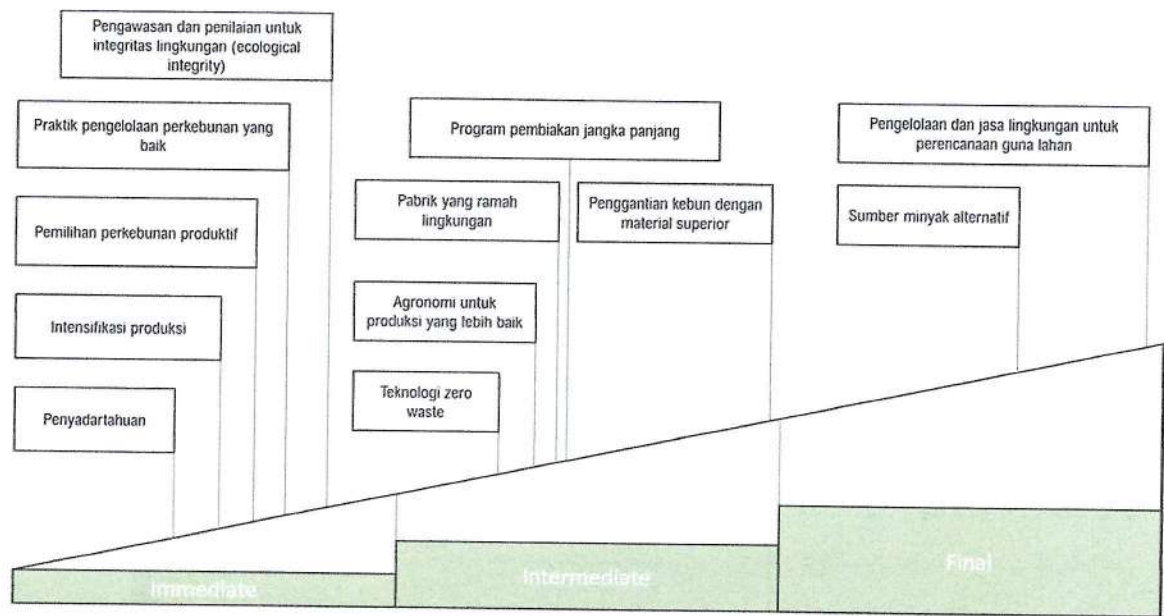 Pengawasan dan penilaian untuk
integritas lingkungan (ecological
integrity)
Praktik pengelolaan perkebunan yang
baik
Pemilihan perkebunan produktif
Intensifikasi produksi
Penyadartahuan
Program pembiakan jangka panjang
Pabrik yang ramah
lingkungan
Penggantian kebun dengan
material superior
Agronomi untuk
produksi yang lebih baik
Teknologi zero
waste
Pengelolaan dan jasa lingkungan untuk
perencanaan guna lahan
Sumber minyak alternatif
Immediate
Intermediate
Final